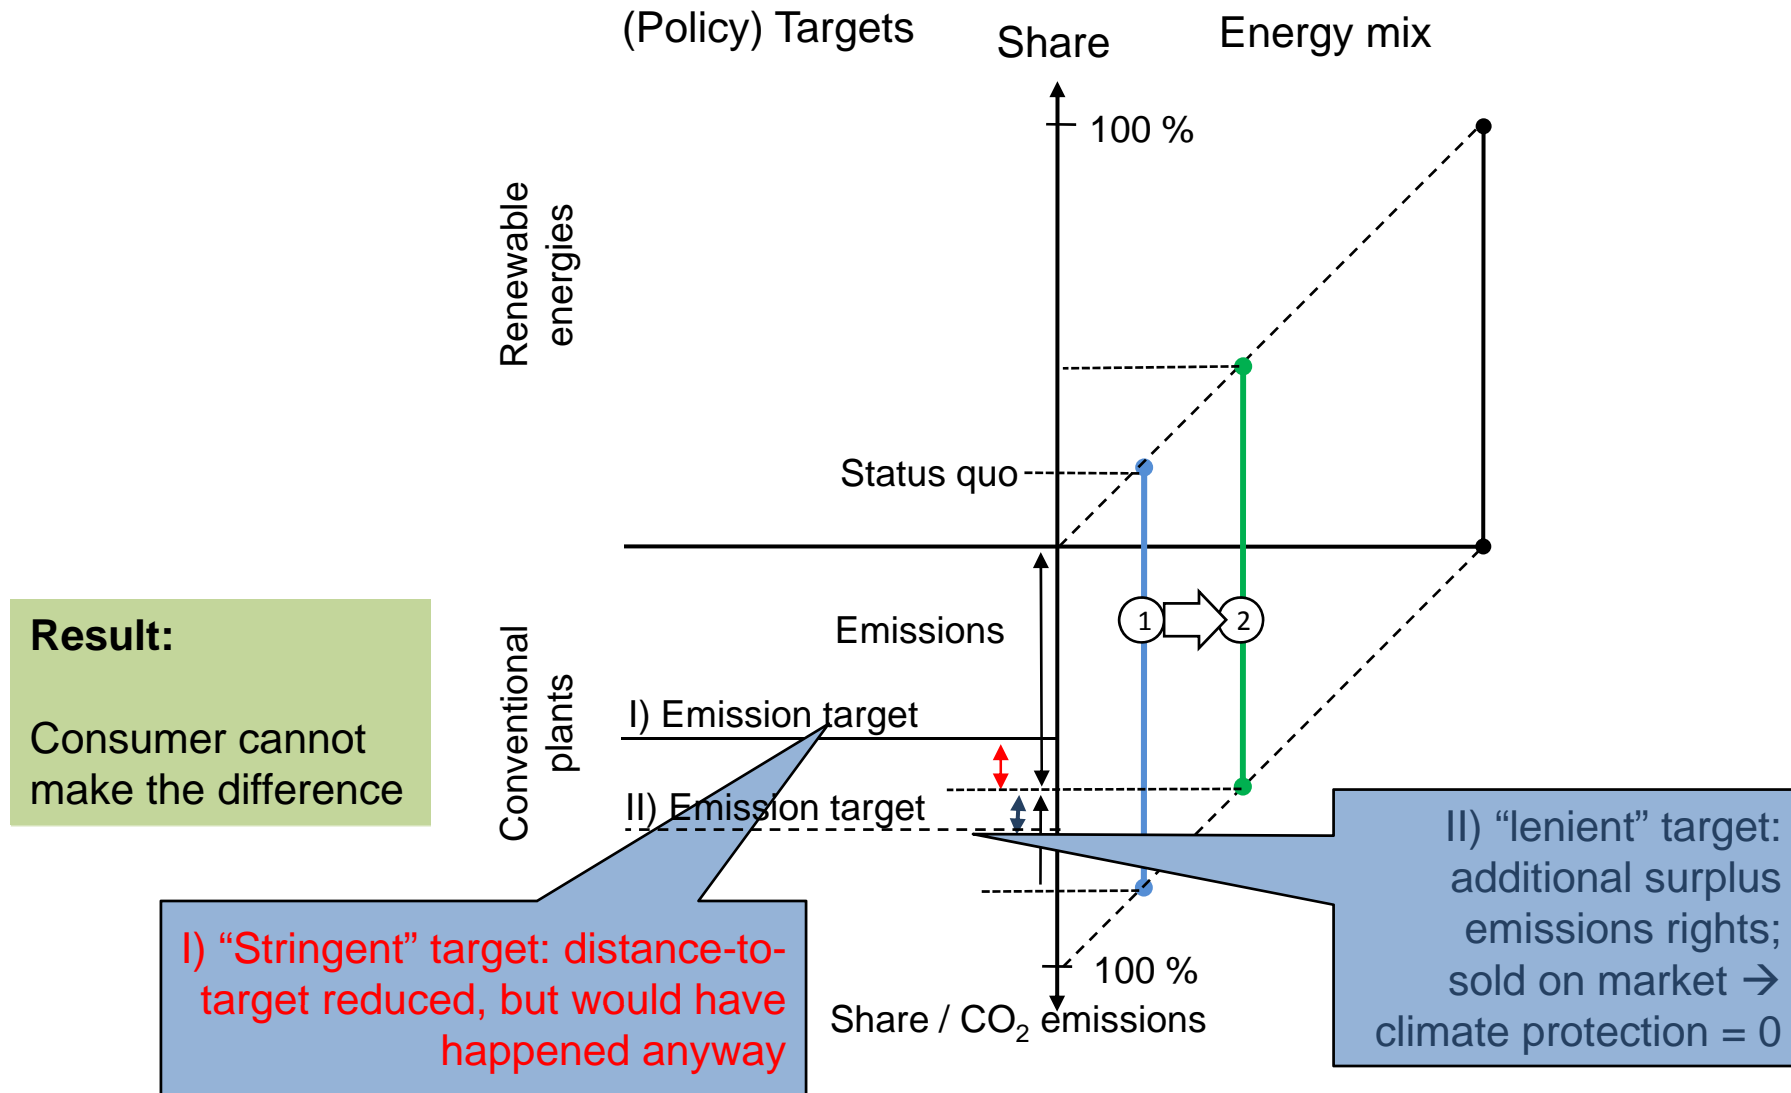 (Policy) Targets
Share
Energy mix
100 %
Renewable
energies
Status quo
1
2
Result:
Consumer cannot
make the difference
Conventional
plants
Emissions
I) Emission target
II) Emission target
I) “Stringent” target: distance-to-
target reduced, but would have
happened anyway
II) “lenient” target:
additional surplus
emissions rights;
sold on market →
climate protection = 0
100 %
Share / CO₂ emissions